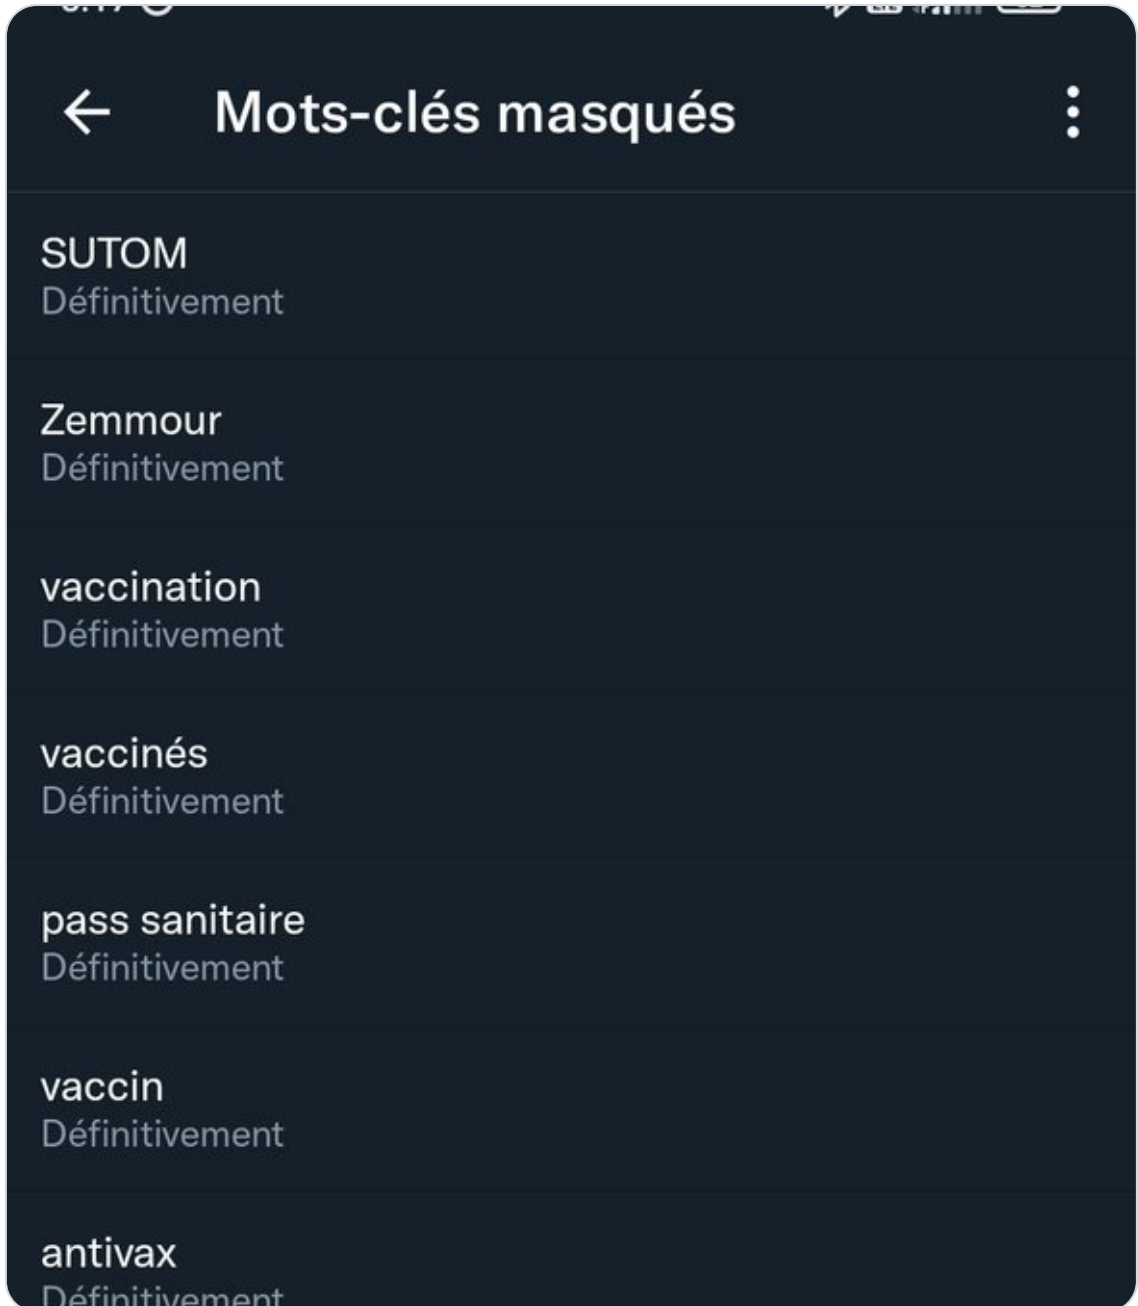 Mots-clés masqués
SUTOM
Définitivement
Zemmour
Définitivement
vaccination
Définitivement
vaccinés
Définitivement
pass sanitaire
Définitivement
vaccin
Définitivement
antivax
Définitivement